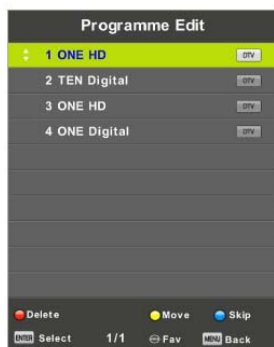 Programme Edit
1 ONE HD DTV
2 TEN Digital DTV
3 ONE HD DTV
4 ONE Digital DTV
Delete Move Skip
ENTER Select 1/1 Fav MENU Back